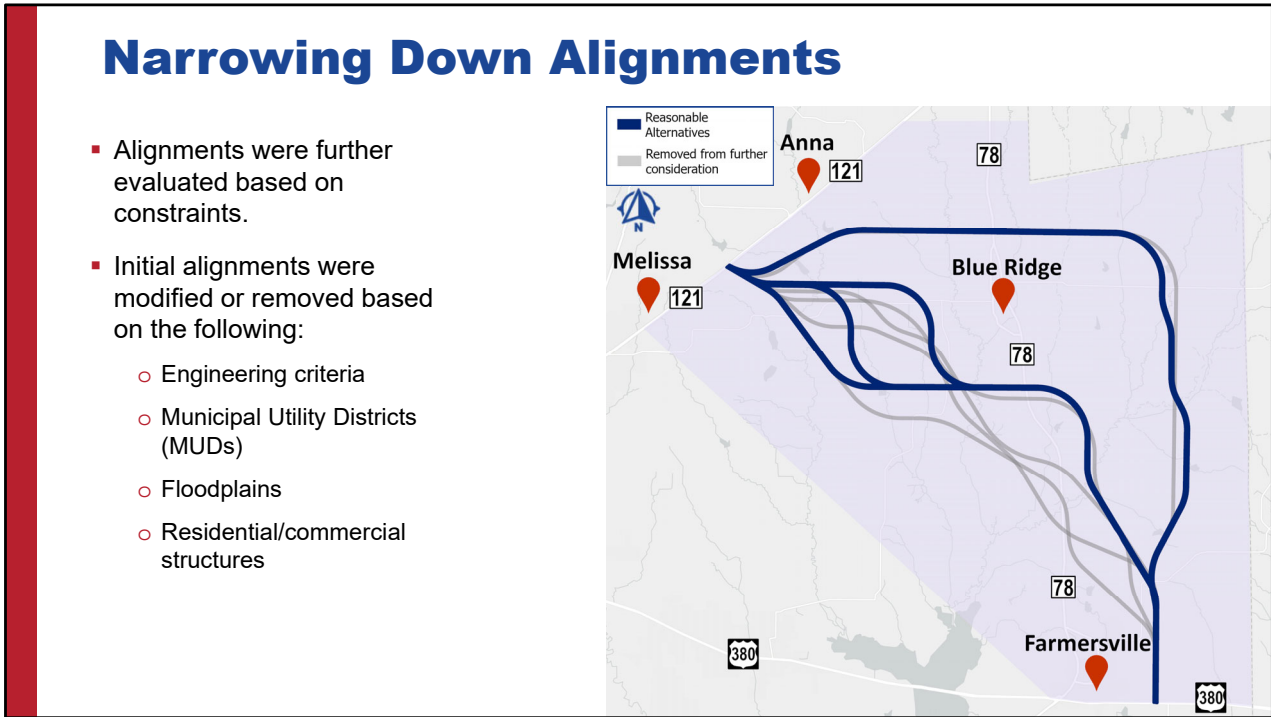 Narrowing Down Alignments
▪ Alignments were further
evaluated based on
constraints.
▪ Initial alignments were
modified or removed based
on the following:
o Engineering criteria
o Municipal Utility Districts
(MUDs)
o Floodplains
o Residential/commercial
structures
Reasonable
Alternatives
Removed from further
consideration
N
Anna
121
78
Melissa
121
Blue Ridge
78
78
Farmersville
380
380